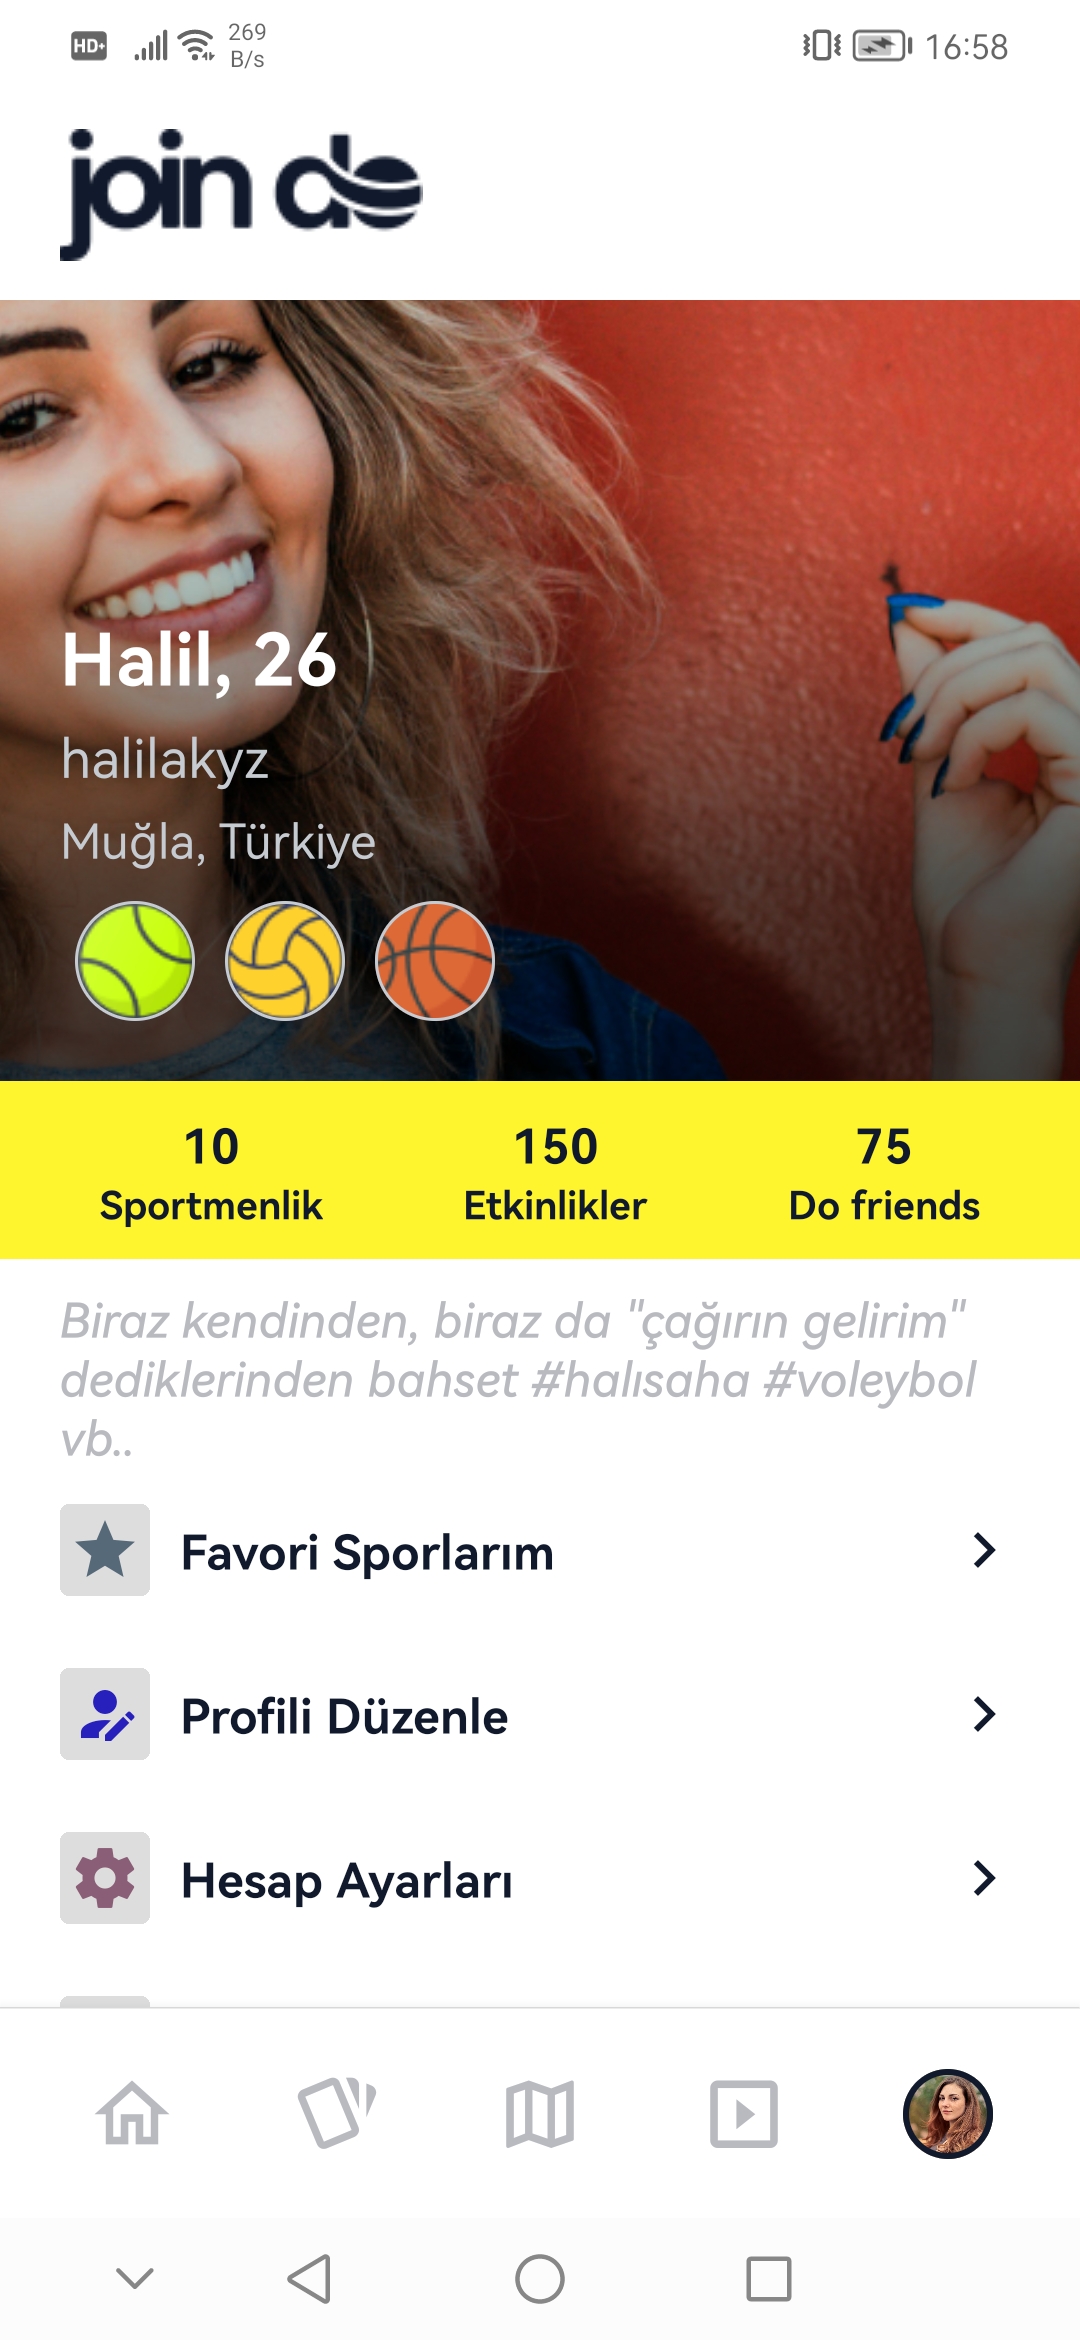 HD+
269
B/s
16:58
join do
Halil, 26
halilakyz
Muğla, Türkiye
10
Sportmenlik
150
Etkinlikler
75
Do friends
Biraz kendinden, biraz da "çağırın gelirim"
dediklerinden bahset #halısaha #voleybol
vb..
Favori Sporlarım
Profili Düzenle
Hesap Ayarları